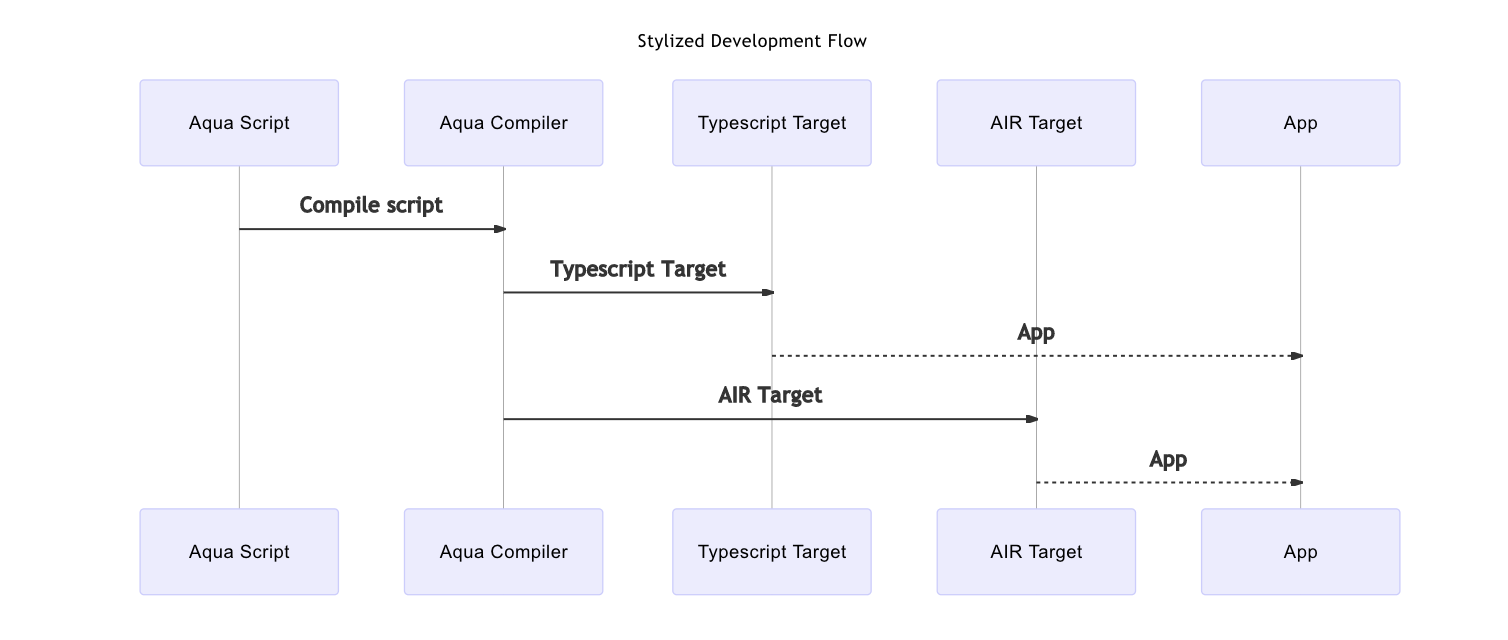 Stylized Development Flow
Aqua Script
Aqua Compiler
Typescript Target
AIR Target
App
Compile script
Typescript Target
App
AIR Target
App
Aqua Script
Aqua Compiler
Typescript Target
AIR Target
App